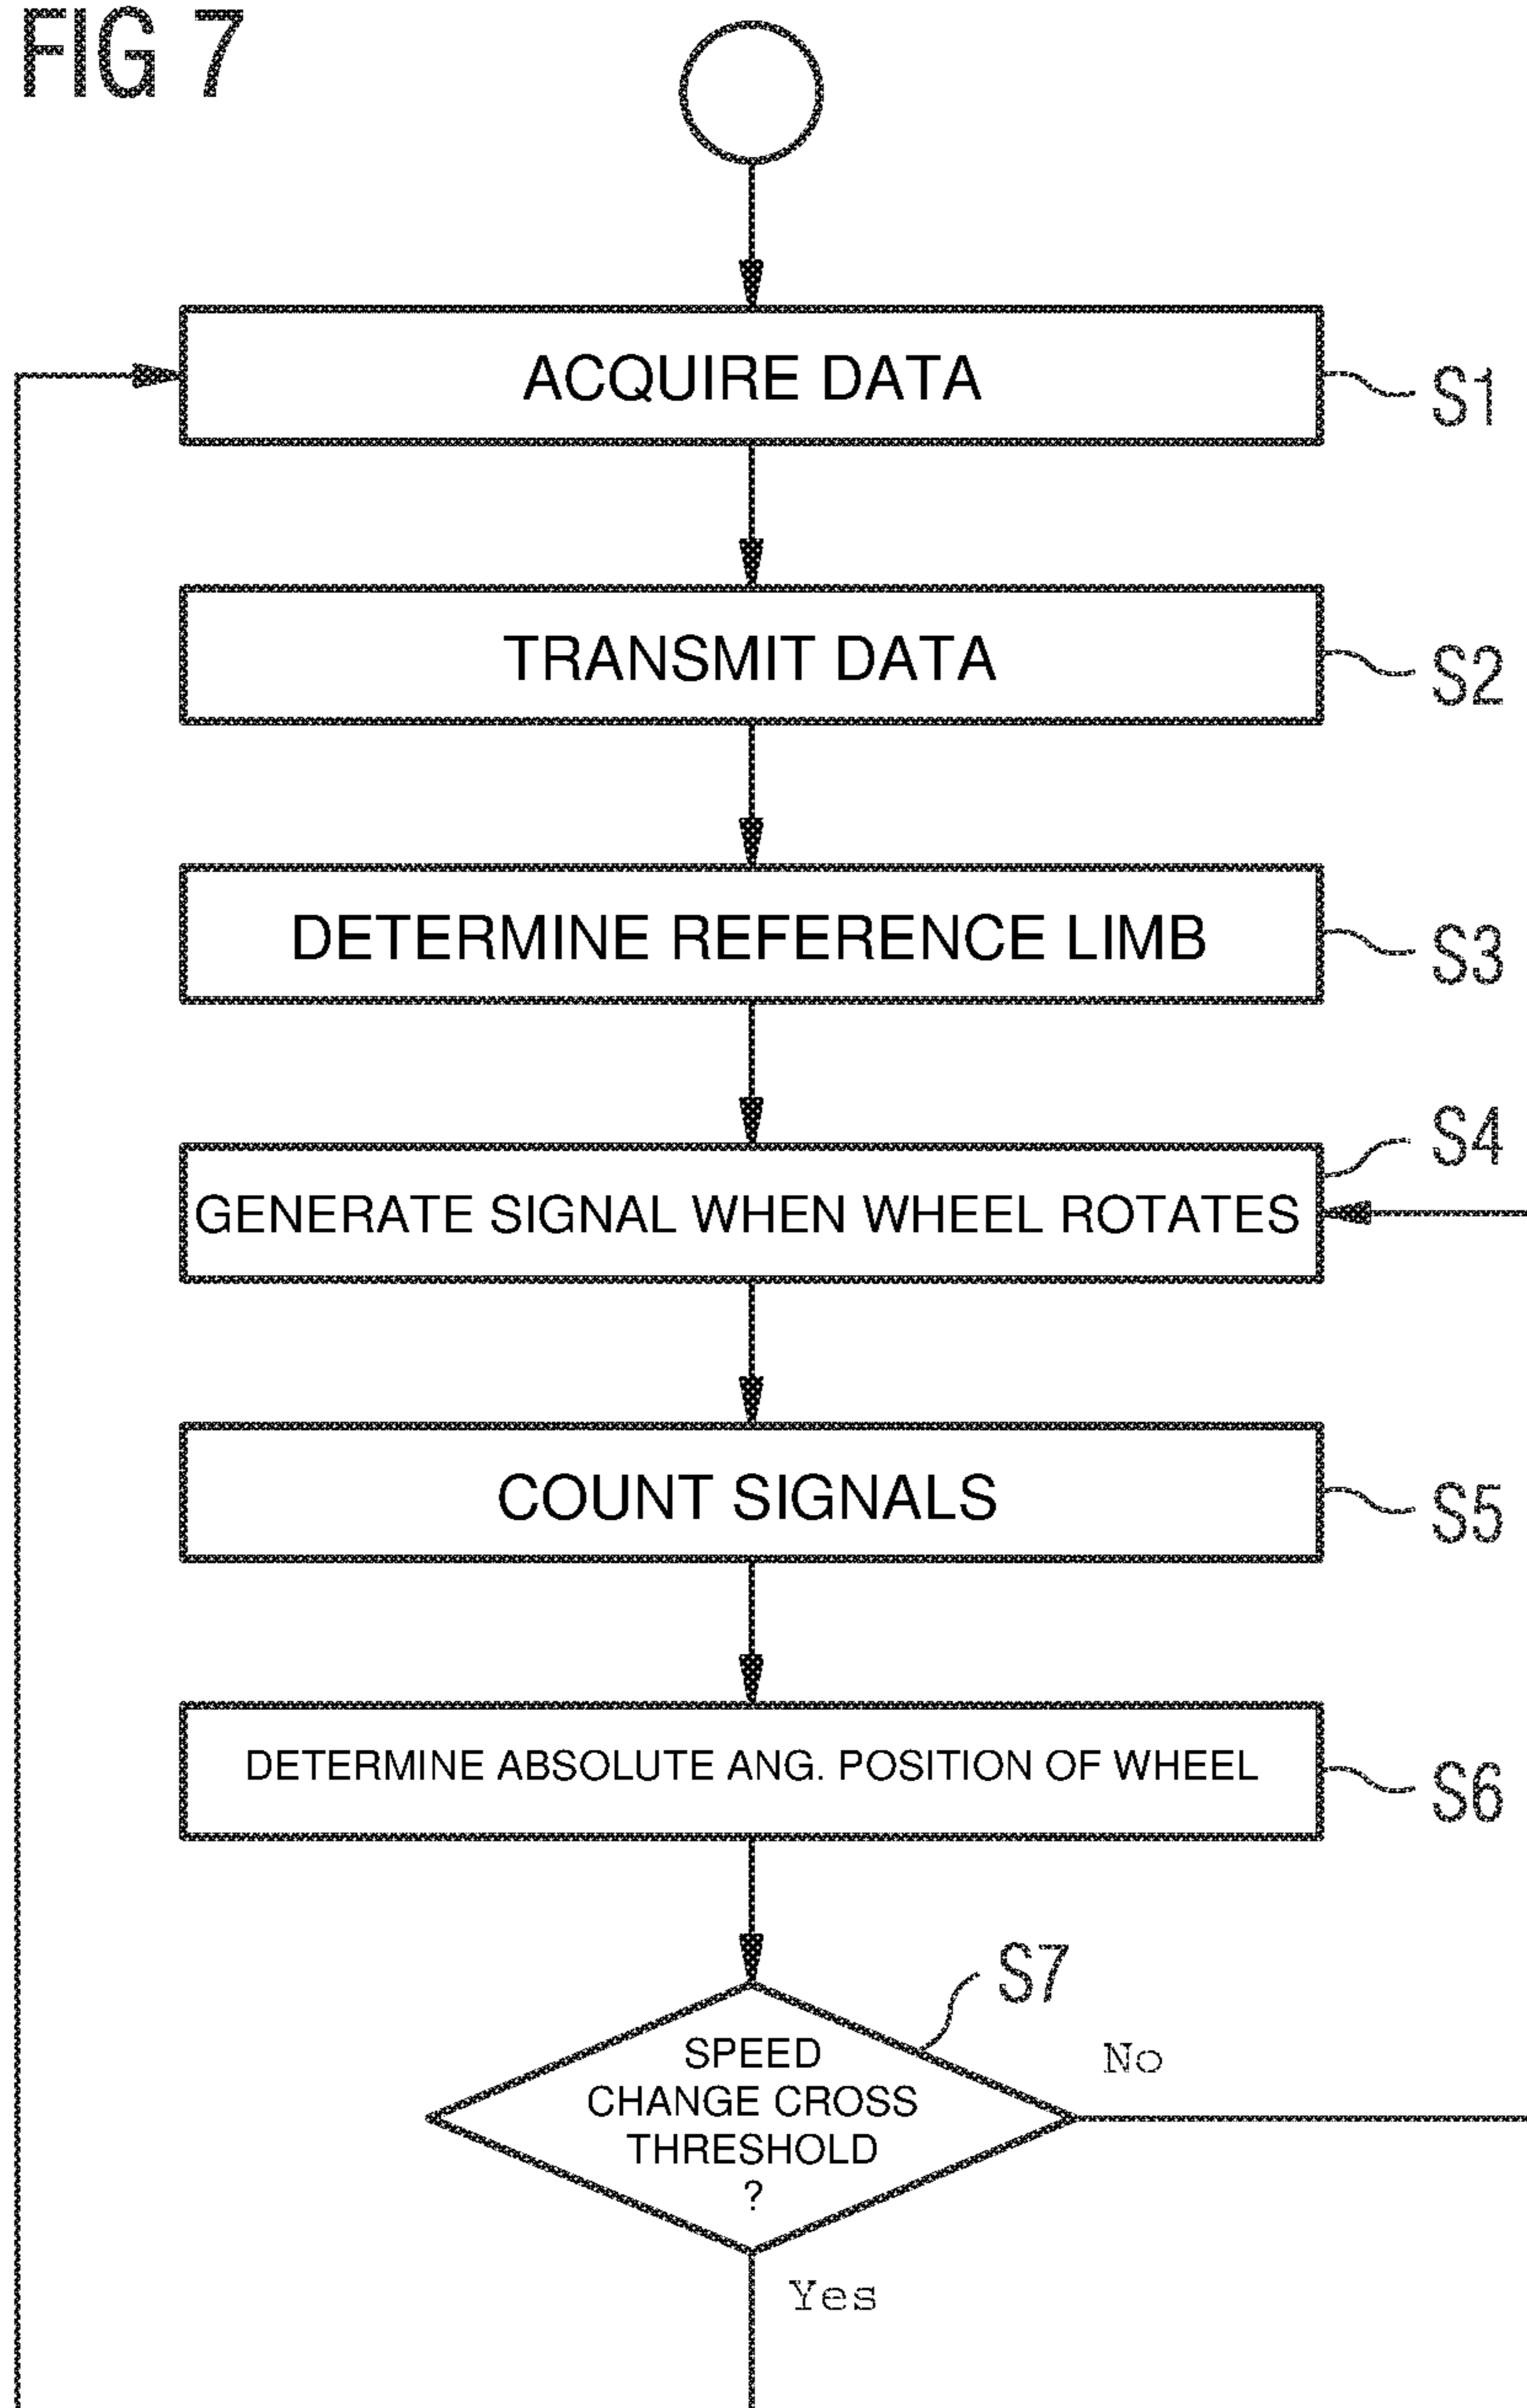 FIG 7
ACQUIRE DATA
S1
TRANSMIT DATA
S2
DETERMINE REFERENCE LIMB
S3
S4
GENERATE SIGNAL WHEN WHEEL ROTATES
COUNT SIGNALS
S5
DETERMINE ABSOLUTE ANG. POSITION OF WHEEL
S6
S7
SPEED
CHANGE CROSS
THRESHOLD
?
No
Yes